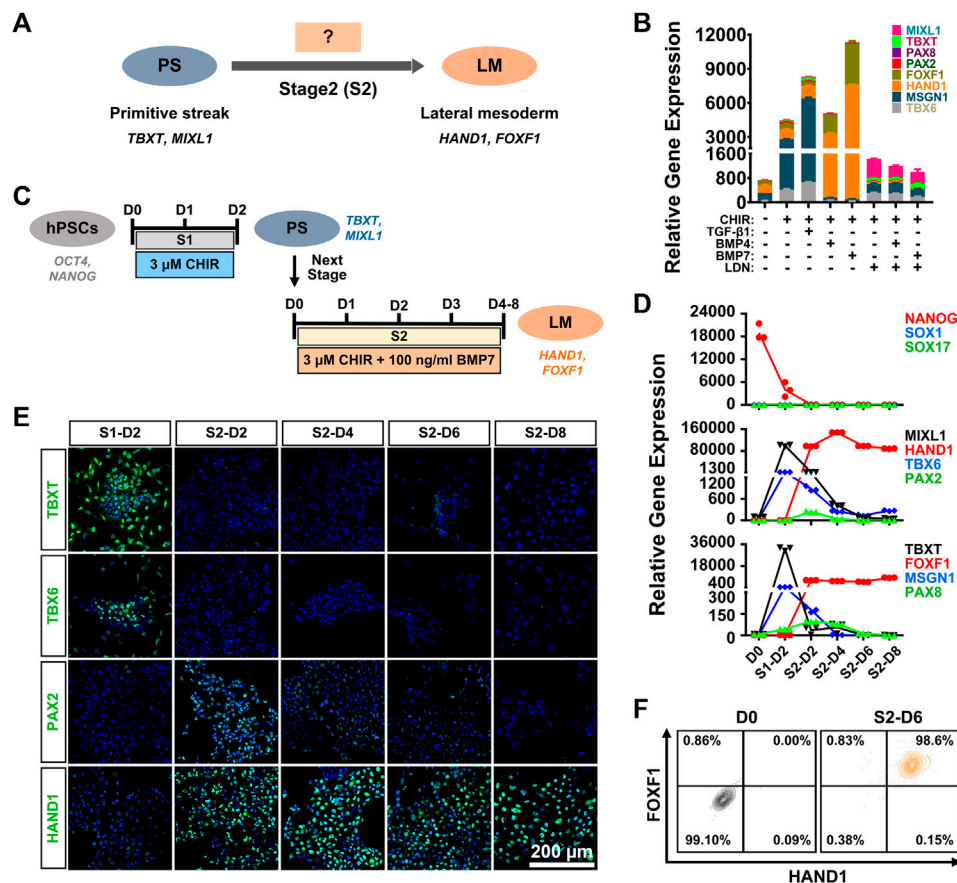 A
?
PS
LM
Stage2 (S2)
Primitive streak
TBXT, MIXL1
Lateral mesoderm
HAND1, FOXF1
B
Relative Gene Expression
12000
9000
6000
3000
1600
800
0
MIXL1
TBXT
PAX8
PAX2
FOXF1
HAND1
MSGN1
TBX6
CHIR: - + + + + + + +
TGF-β1: - - + - - - - -
BMP4: - - - + - - + -
BMP7: - - - - + - - +
LDN: - - - - - + + +
C
hPSCs
OCT4,
NANOG
D0 D1 D2
S1
3 μM CHIR
PS
TBXT,
MIXL1
Next
Stage
D0 D1 D2 D3 D4-8
S2
3 μM CHIR + 100 ng/ml BMP7
LM
HAND1,
FOXF1
D
Relative Gene Expression
24000
18000
12000
6000
0
NANOG
SOX1
SOX17
160000
80000
1300
1200
600
0
MIXL1
HAND1
TBX6
PAX2
36000
18000
400
300
150
0
TBXT
FOXF1
MSGN1
PAX8
D0 S1-D2 S2-D2 S2-D4 S2-D6 S2-D8
E
S1-D2 S2-D2 S2-D4 S2-D6 S2-D8
TBXT
TBX6
PAX2
HAND1
200 μm
F
D0 S2-D6
0.86% 0.00% 0.83% 98.6%
99.10% 0.09% 0.38% 0.15%
FOXF1
HAND1